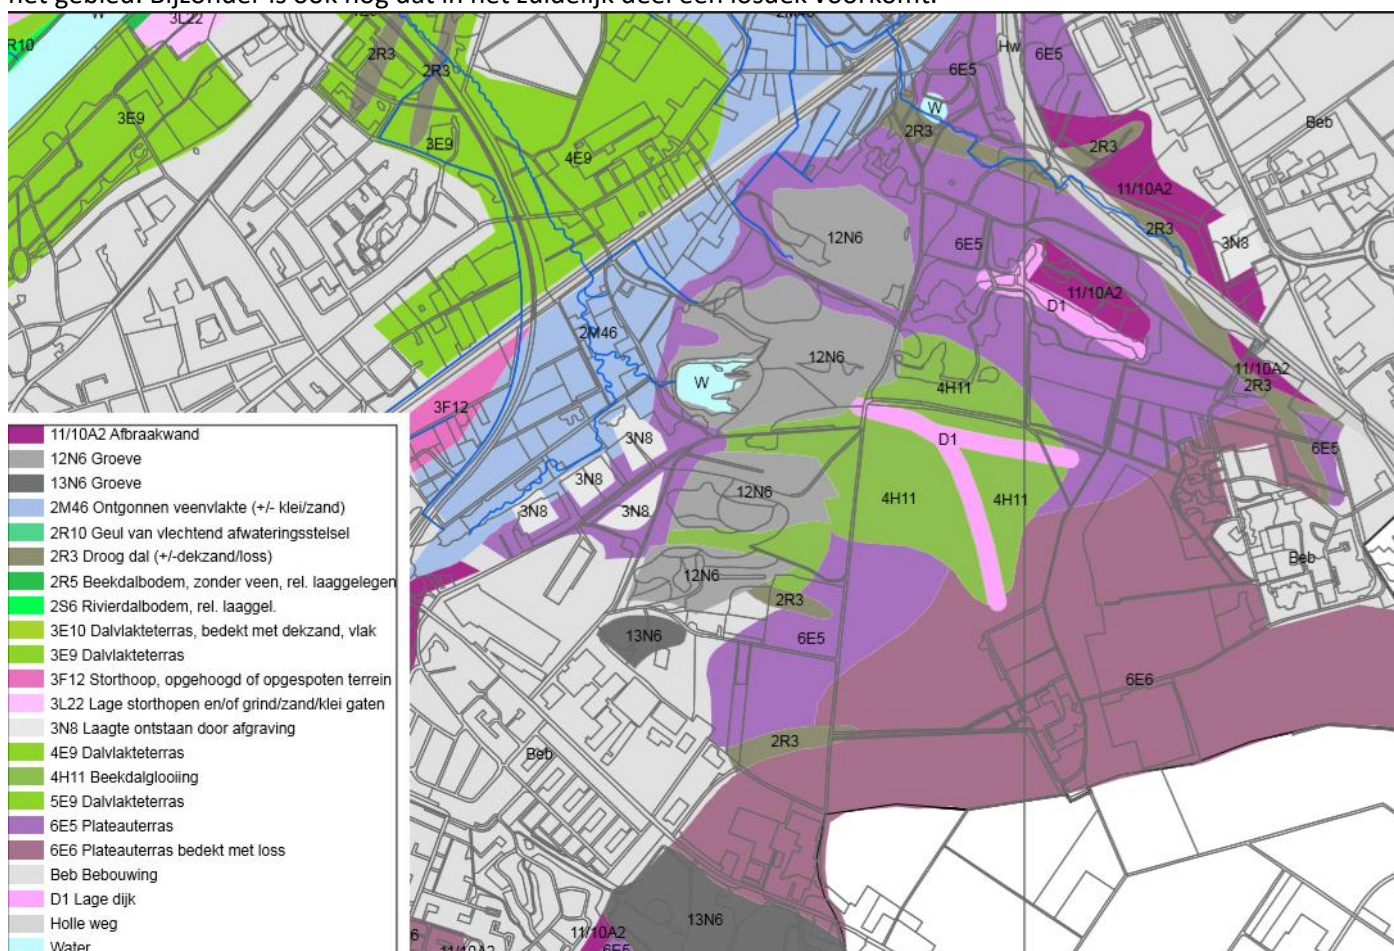 het gebied. Bijzonder is ook nog dat in het zuidelijk deel een lösdek voorkomt.
3L22
2R3
R10
2R3
Hw
6E5
6E5
W
3E9
3E9
4E9
2R3
Beb
2R3
11/10A2
2R3
3N8
12N6
6E5
11/10A2
D1
2M46
12N6
W
11/10A2
2R3
4H11
3F12
D1
3N8
6E5
3N8
12N6
4H11
4H11
3N8
3N8
Beb
12N6
2R3
13N6
6E5
6E6
2R3
Beb
13N6
11/10A2
6E5
6
11/10A2
11/10A2 Afbraakwand
12N6 Groeve
13N6 Groeve
2M46 Ontgonnen veenvlakte (+/- klei/zand)
2R10 Geul van vlechtend afwateringsstelsel
2R3 Droog dal (+/-dekzand/loss)
2R5 Beekdalbodem, zonder veen, rel. laaggelegen
2S6 Rivierdalbodem, rel. laaggel.
3E10 Dalvlakteterras, bedekt met dekzand, vlak
3E9 Dalvlakteterras
3F12 Storthoop, opgehoogd of opgespoten terrein
3L22 Lage storthopen en/of grind/zand/klei gaten
3N8 Laagte ontstaan door afgraving
4E9 Dalvlakteterras
4H11 Beekdalglooiing
5E9 Dalvlakteterras
6E5 Plateauterras
6E6 Plateauterras bedekt met loss
Beb Bebouwing
D1 Lage dijk
Holle weg
Water